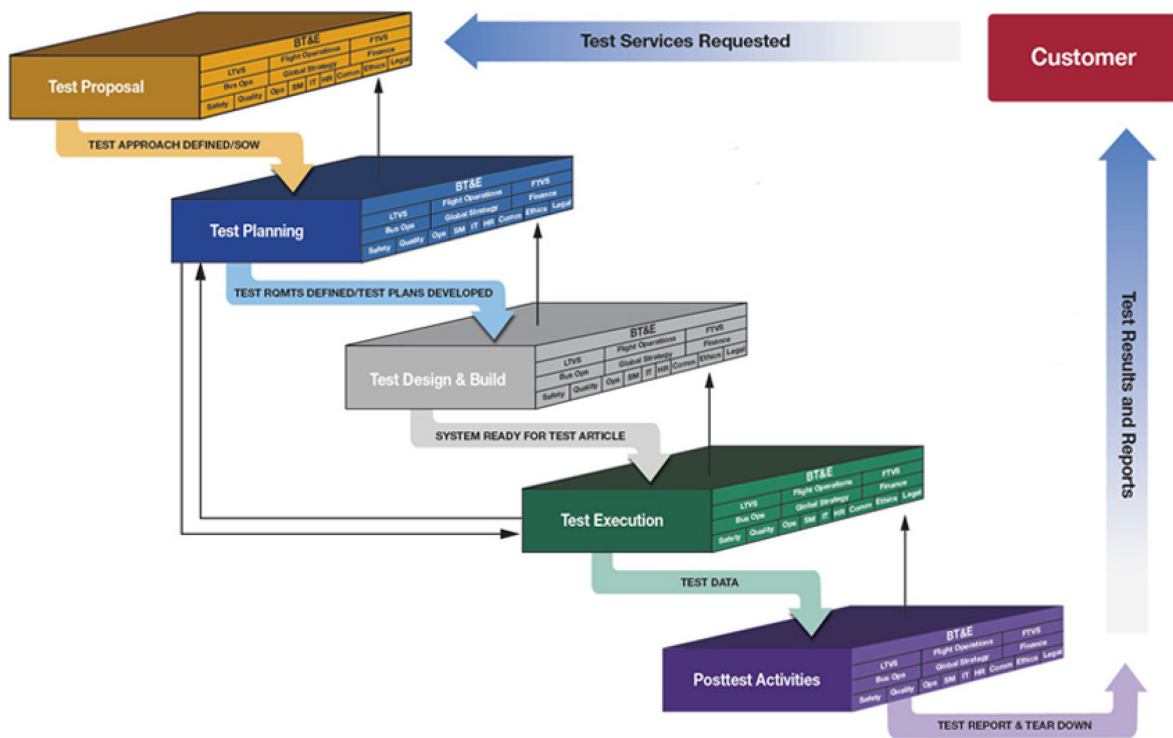 Test Services Requested
Customer
Test Proposal
BT&E
LTVS Flight Operations FTVS
Bus Ops Global Strategy Finance
Safety Quality Ops SM IT HR Comm Ethics Legal
TEST APPROACH DEFINED/SOW
Test Planning
BT&E
LTVS Flight Operations FTVS
Bus Ops Global Strategy Finance
Safety Quality Ops SM IT HR Comm Ethics Legal
TEST RQMTS DEFINED/TEST PLANS DEVELOPED
Test Design & Build
BT&E
LTVS Flight Operations FTVS
Bus Ops Global Strategy Finance
Safety Quality Ops SM IT HR Comm Ethics Legal
SYSTEM READY FOR TEST ARTICLE
Test Execution
BT&E
LTVS Flight Operations FTVS
Bus Ops Global Strategy Finance
Safety Quality Ops SM IT HR Comm Ethics Legal
TEST DATA
Posttest Activities
BT&E
LTVS Flight Operations FTVS
Bus Ops Global Strategy Finance
Safety Quality Ops SM IT HR Comm Ethics Legal
TEST REPORT & TEAR DOWN
Test Results and Reports